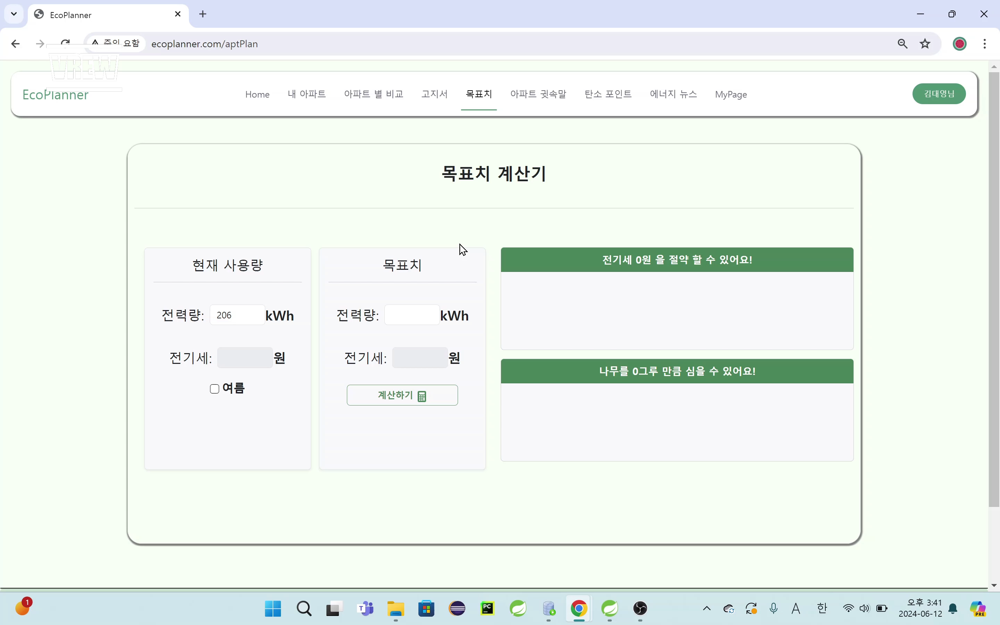 EcoPlanner
주의 요함 ecoplanner.com/aptPlan
VREW
EcoPlanner Home 내 아파트 아파트 별 비교 고지서 목표치 아파트 귓속말 탄소 포인트 에너지 뉴스 MyPage 김대영님
목표치 계산기
현재 사용량
전력량: 206 kWh
전기세: 원
여름
목표치
전력량: kWh
전기세: 원
계산하기
전기세 0원 을 절약 할 수 있어요!
나무를 0그루 만큼 심을 수 있어요!
1
T
PC
A 한
오후 3:41
2024-06-12
PRE